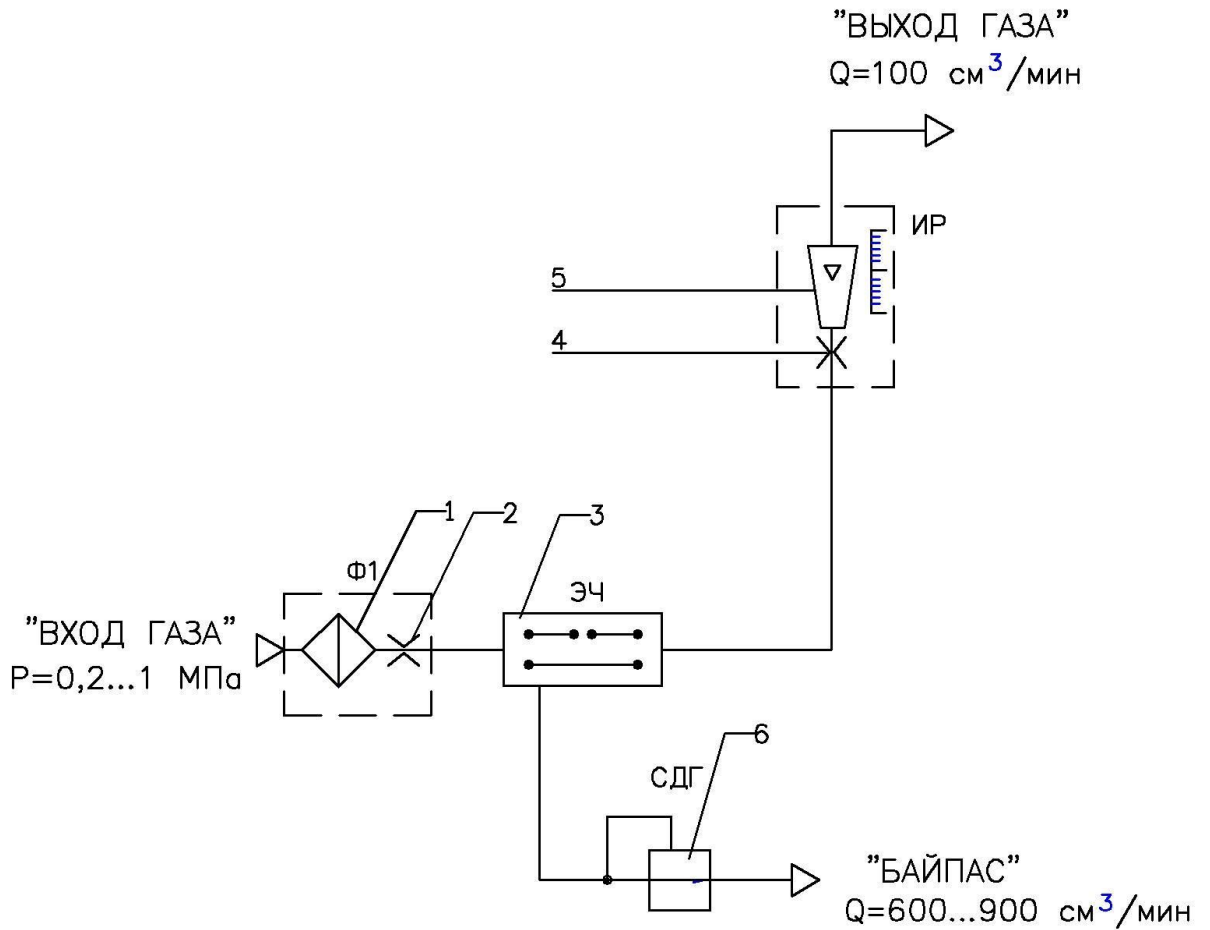 "ВЫХОД ГАЗА"
Q=100 см³/мин
ИР
5
4
1
2
3
Ф1
ЭЧ
"ВХОД ГАЗА"
Р=0,2...1 МПа
6
СДГ
"БАЙПАС"
Q=600...900 см³/мин